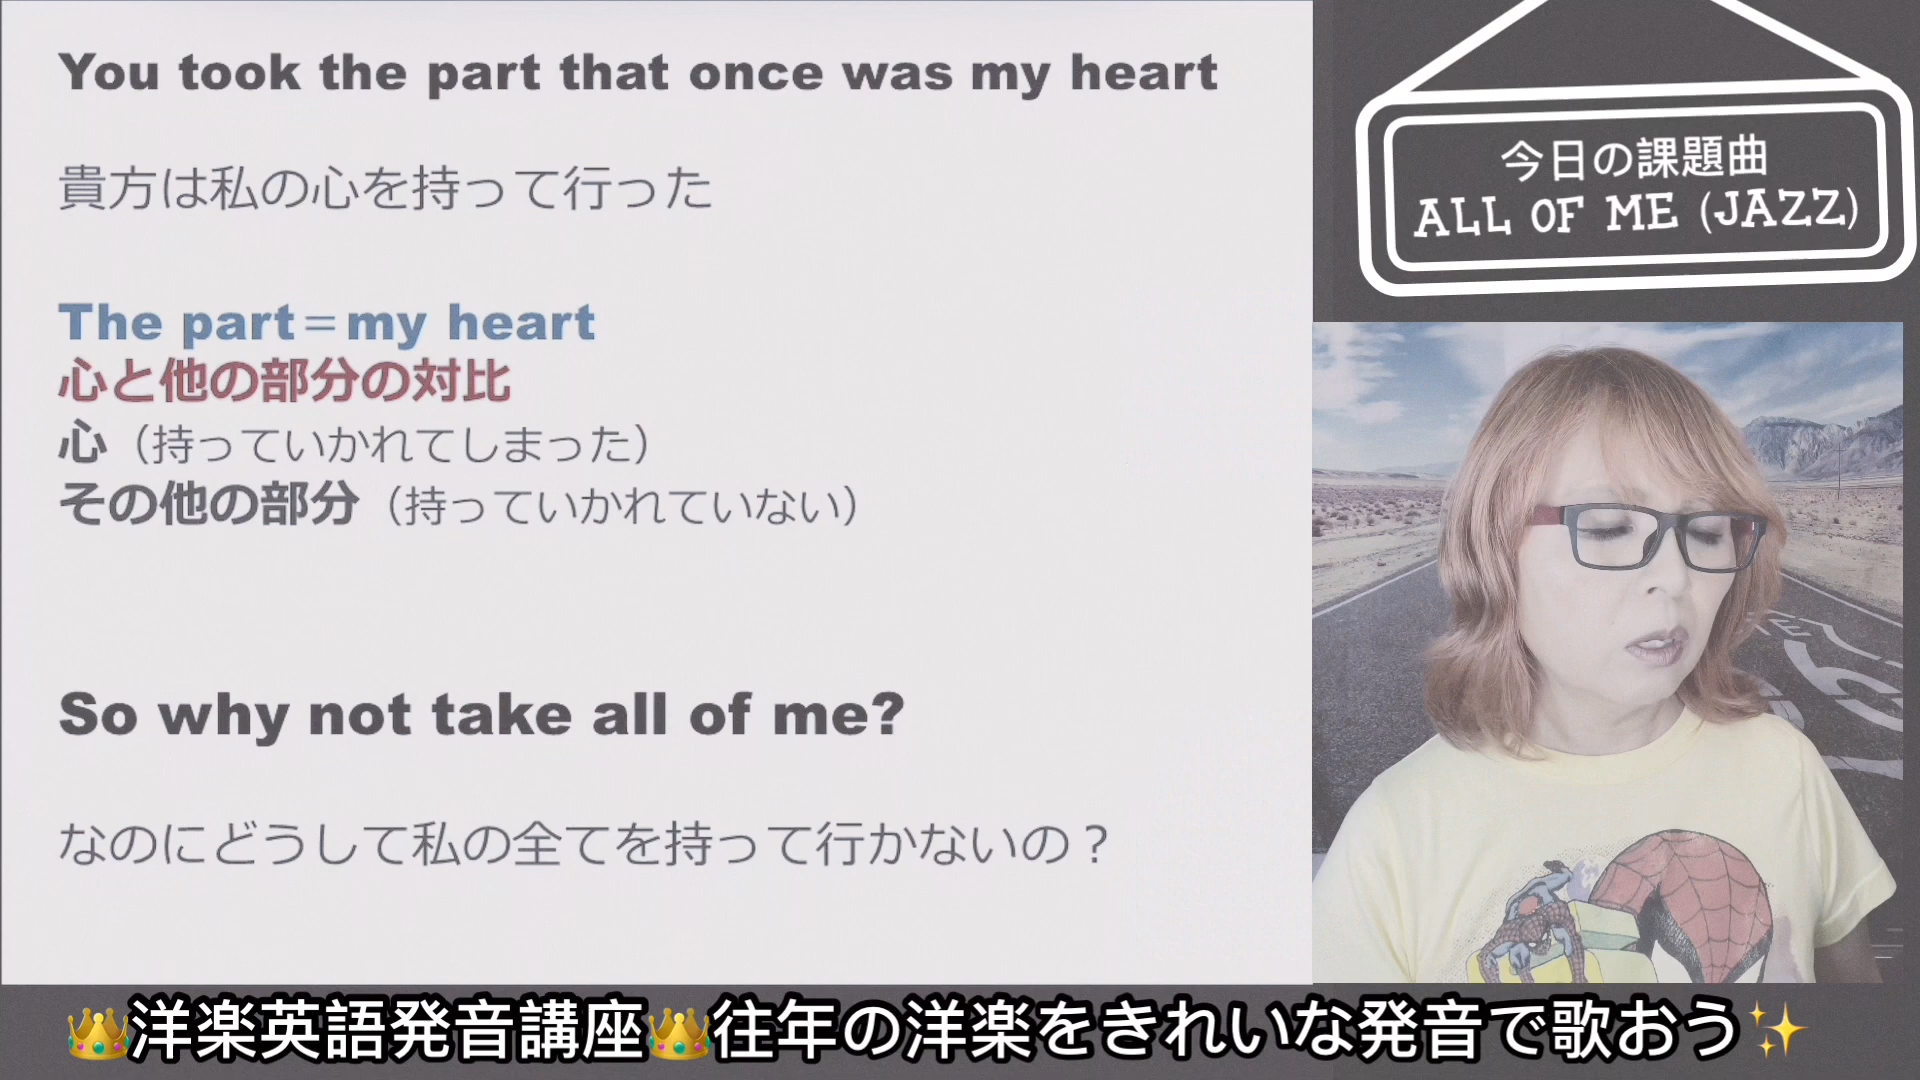 You took the part that once was my heart
貴方は私の心を持って行った
The part=my heart
心と他の部分の対比
心（持っていかれてしまった）
その他の部分（持っていかれていない）
So why not take all of me?
なのにどうして私の全てを持って行かないの？
今日の課題曲
ALL OF ME (JAZZ)
👑洋楽英語発音講座👑往年の洋楽をきれいな発音で歌おう✨